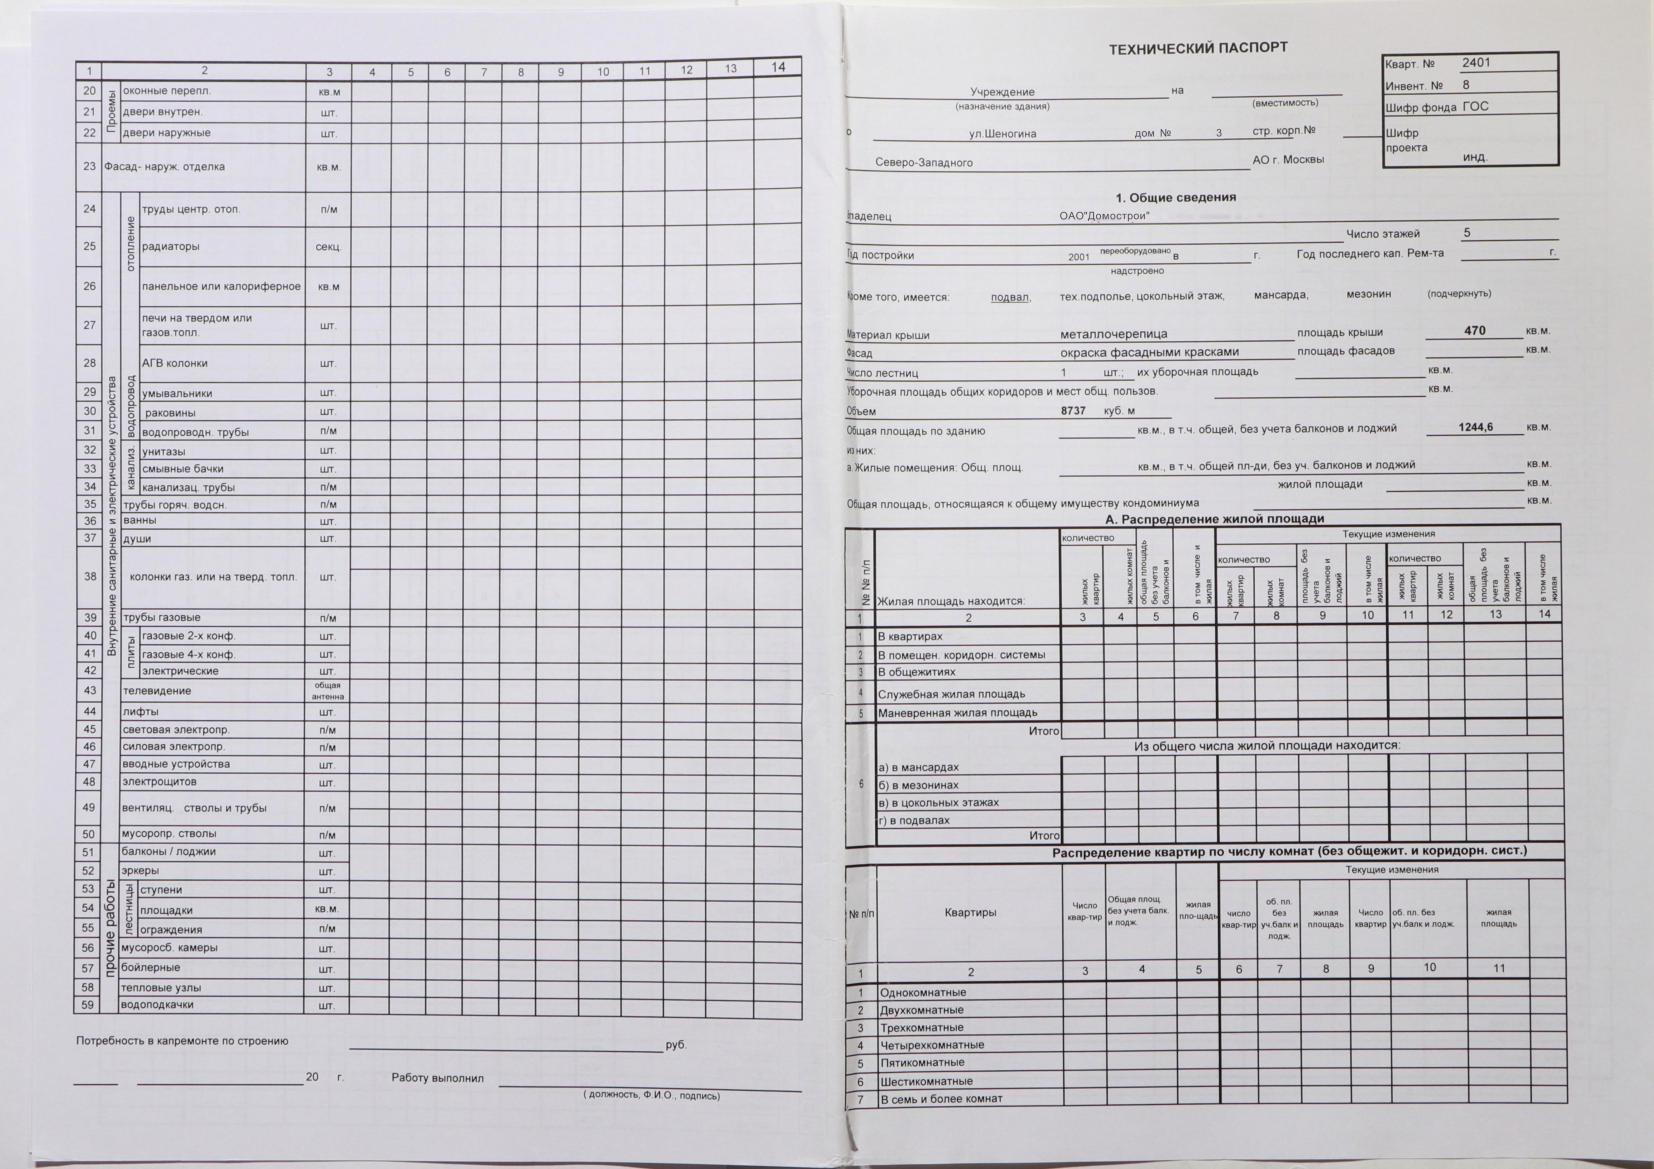 1 2 3 4 5 6 7 8 9 10 11 12 13 14
Проемы
20 оконные перепл. кв.м
21 двери внутрен. шт.
22 двери наружные шт.
23 Фасад- наруж. отделка кв.м.
Внутренние санитарные и электрические устройства
отопление
24 труды центр. отоп. п/м
25 радиаторы секц.
26 панельное или калориферное кв.м
27 печи на твердом или
газов.топл. шт.
28 АГВ колонки шт.
водопровод
29 умывальники шт.
30 раковины шт.
31 водопроводн. трубы п/м
канализ.
32 унитазы шт.
33 смывные бачки шт.
34 канализац. трубы п/м
35 трубы горяч. водсн. п/м
36 ванны шт.
37 души шт.
38 колонки газ. или на тверд. топл. шт.
39 трубы газовые п/м
плиты
40 газовые 2-х конф. шт.
41 газовые 4-х конф. шт.
42 электрические шт.
43 телевидение общая
антенна
44 лифты шт.
45 световая электропр. п/м
46 силовая электропр. п/м
47 вводные устройства шт.
48 электрощитов шт.
49 вентиляц. стволы и трубы п/м
50 мусоропр. стволы п/м
прочие работы
51 балконы / лоджии шт.
52 эркеры шт.
лестницы
53 ступени шт.
54 площадки кв.м.
55 ограждения п/м
56 мусоросб. камеры шт.
57 бойлерные шт.
58 тепловые узлы шт.
59 водоподкачки шт.
Потребность в капремонте по строению руб.
20 г. Работу выполнил
( должность, Ф.И.О., подпись)
ТЕХНИЧЕСКИЙ ПАСПОРТ
Кварт. № 2401
Инвент. № 8
Шифр фонда ГОС
Шифр
проекта
инд.
Учреждение на
(назначение здания) (вместимость)
о ул.Шеногина дом № 3 стр. корп.№
Северо-Западного АО г. Москвы
1. Общие сведения
ладелец ОАО"Домострои"
Число этажей 5
Год постройки 2001 переоборудовано в г. Год последнего кап. Рем-та г.
надстроено
Кроме того, имеется: подвал, тех.подполье, цокольный этаж, мансарда, мезонин (подчеркнуть)
Материал крыши металлочерепица площадь крыши 470 кв.м.
Фасад окраска фасадными красками площадь фасадов кв.м.
Число лестниц 1 шт.; их уборочная площадь кв.м.
Уборочная площадь общих коридоров и мест общ. пользов. кв.м.
Объем 8737 куб. м
Общая площадь по зданию кв.м., в т.ч. общей, без учета балконов и лоджий 1244,6 кв.м.
из них:
а.Жилые помещения: Общ. площ. кв.м., в т.ч. общей пл-ди, без уч. балконов и лоджий кв.м.
жилой площади кв.м.
Общая площадь, относящаяся к общему имуществу кондоминиума кв.м.
А. Распределение жилой площади
№ № п/п Жилая площадь находится: количество Текущие изменения
количество количество
жилых квартир жилых комнат общая площадь без учета балконов и в том числе и жилая жилых квартир жилых комнат площадь без учета балконов и лоджий в том числе жилая жилых квартир жилых комнат общая площадь без учета балконов и лоджий в том числе жилая
1 2 3 4 5 6 7 8 9 10 11 12 13 14
1 В квартирах
2 В помещен. коридорн. системы
3 В общежитиях
4 Служебная жилая площадь
5 Маневренная жилая площадь
Итого
Из общего числа жилой площади находится:
6
а) в мансардах
б) в мезонинах
в) в цокольных этажах
г) в подвалах
Итого
Распределение квартир по числу комнат (без общежит. и коридорн. сист.)
Текущие изменения
№ п/п Квартиры Число квар-тир Общая площ без учета балк. и лодж. жилая пло-щадь число квар-тир об. пл. без уч.балк и лодж. жилая площадь Число квартир об. пл. без уч.балк и лодж. жилая площадь
1 2 3 4 5 6 7 8 9 10 11
1 Однокомнатные
2 Двухкомнатные
3 Трехкомнатные
4 Четырехкомнатные
5 Пятикомнатные
6 Шестикомнатные
7 В семь и более комнат